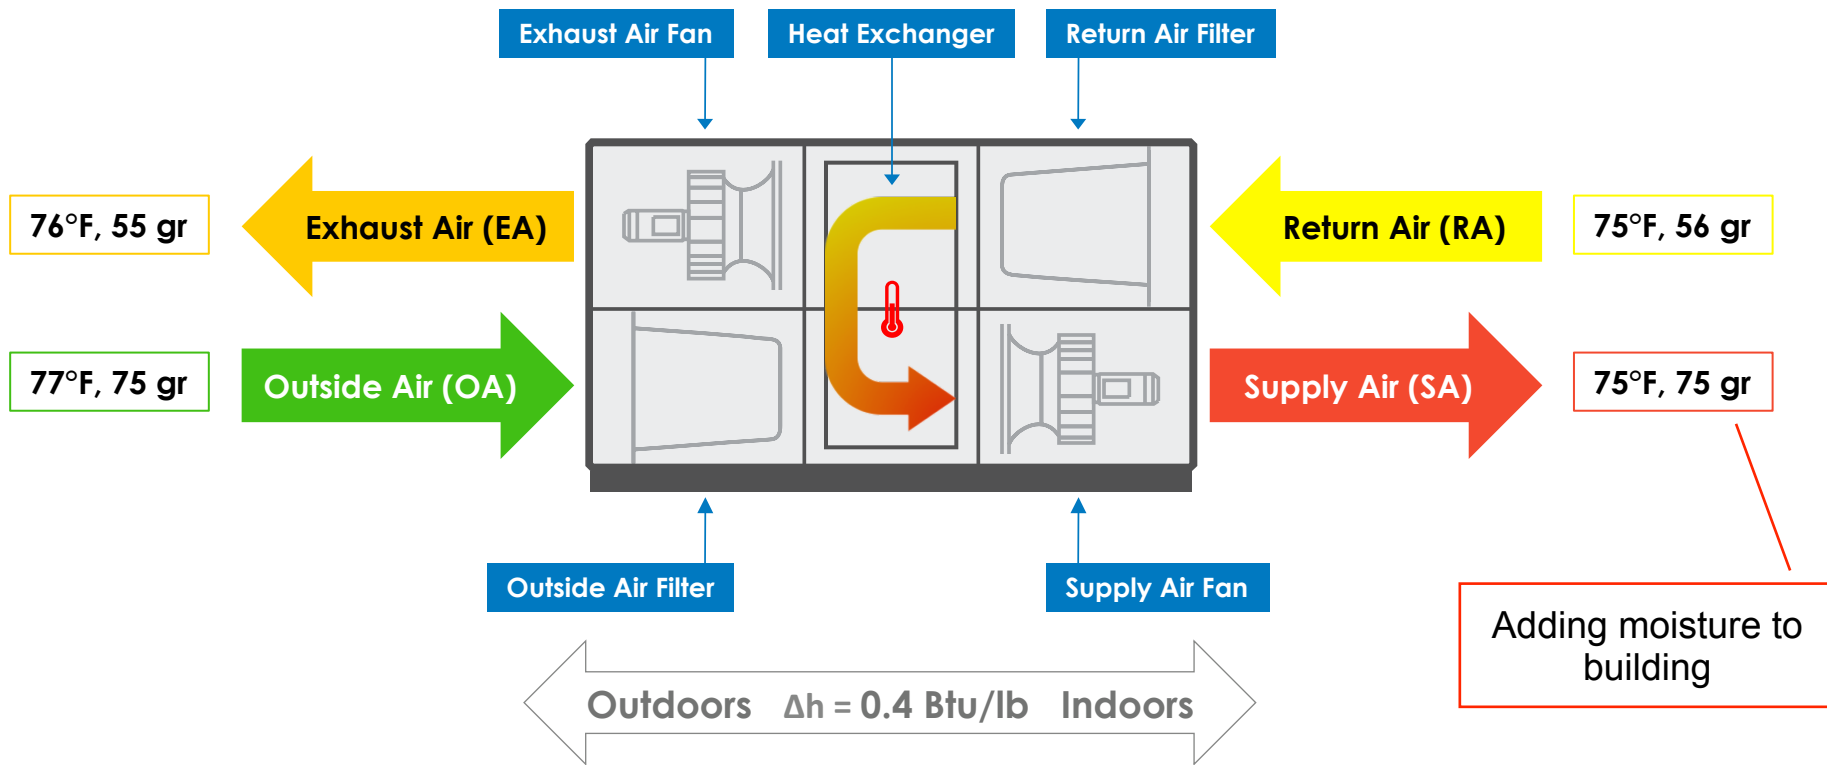 Exhaust Air Fan
Heat Exchanger
Return Air Filter
76°F, 55 gr
Exhaust Air (EA)
Return Air (RA)
75°F, 56 gr
77°F, 75 gr
Outside Air (OA)
Supply Air (SA)
75°F, 75 gr
Outside Air Filter
Supply Air Fan
Adding moisture to
building
Outdoors Δh = 0.4 Btu/lb Indoors